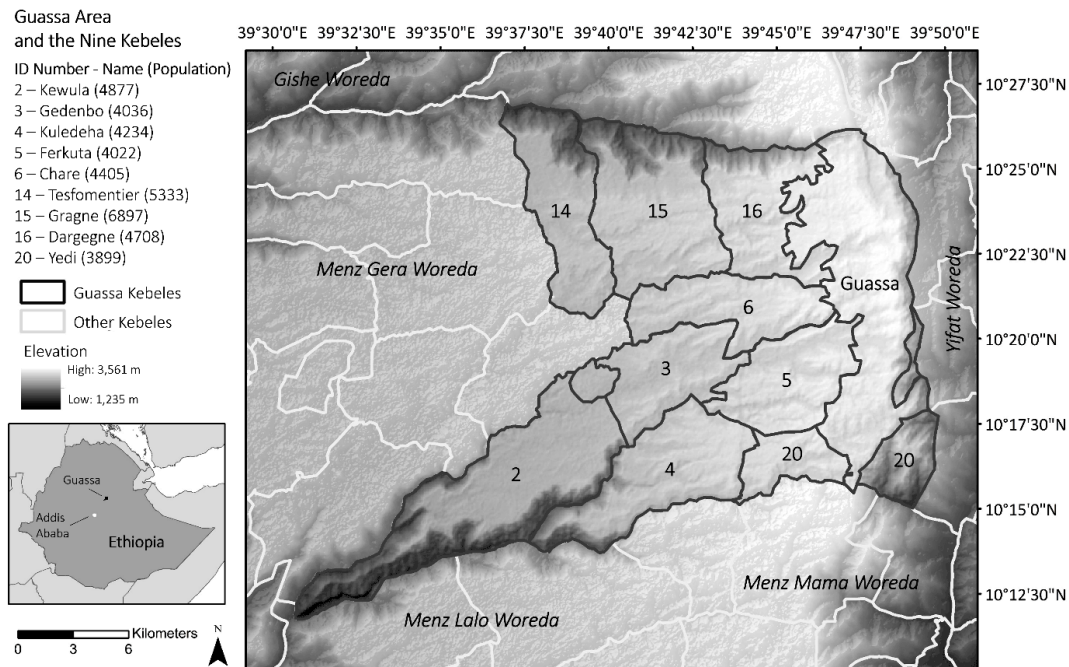 Guassa Area
and the Nine Kebeles
ID Number - Name (Population)
2 – Kewula (4877)
3 – Gedenbo (4036)
4 – Kuledeha (4234)
5 – Ferkuta (4022)
6 – Chare (4405)
14 – Tesfomentier (5333)
15 – Gragne (6897)
16 – Dargegne (4708)
20 – Yedi (3899)
Guassa Kebeles
Other Kebeles
Elevation
High: 3,561 m
Low: 1,235 m
Guassa
Addis
Ababa
Ethiopia
0 3 6 Kilometers
N
39°30'0"E 39°32'30"E 39°35'0"E 39°37'30"E 39°40'0"E 39°42'30"E 39°45'0"E 39°47'30"E 39°50'0"E
Gishe Woreda
10°27'30"N
10°25'0"N
14 15 16
10°22'30"N
Menz Gera Woreda
Guassa
Yifat Woreda
6
10°20'0"N
3
5
10°17'30"N
20
20
2
4
10°15'0"N
Menz Mama Woreda
10°12'30"N
Menz Lalo Woreda